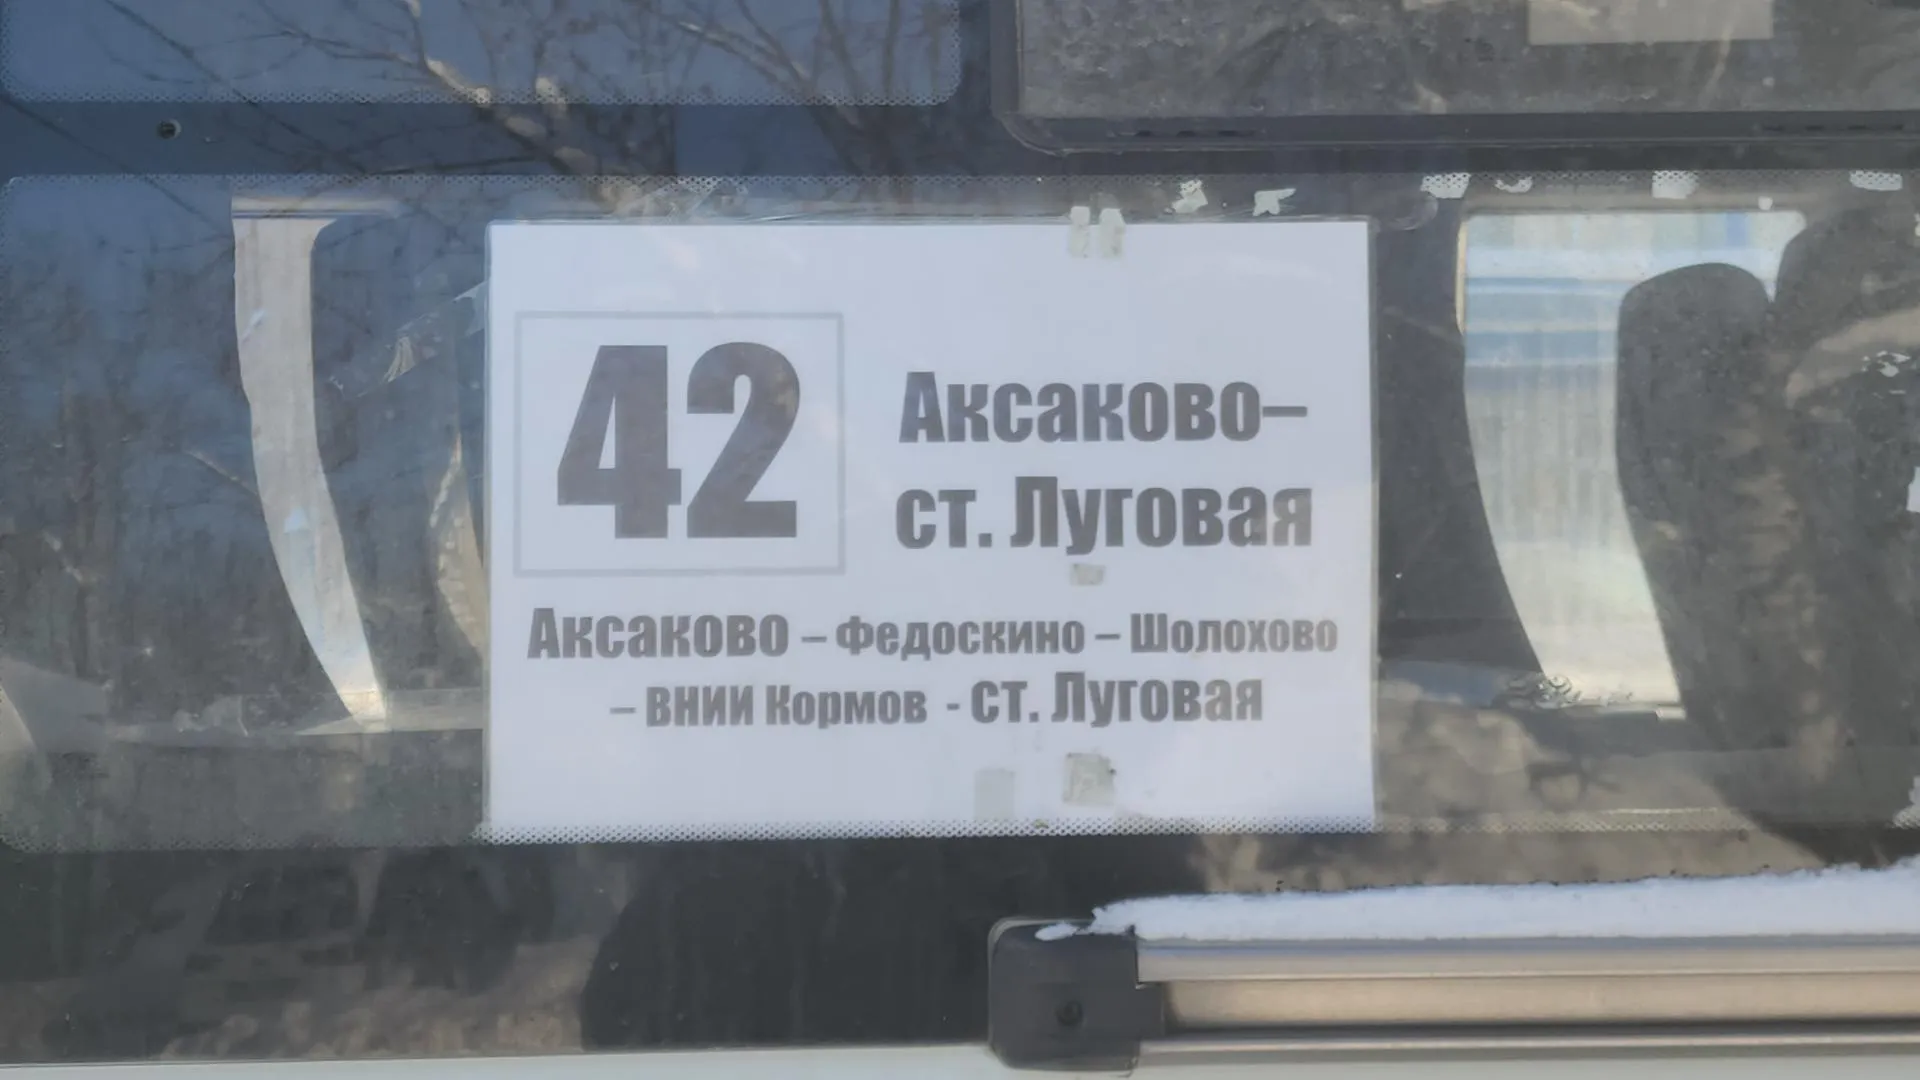 42
Аксаково–
ст. Луговая
Аксаково – Федоскино – Шолохово
– ВНИИ Кормов - ст. Луговая